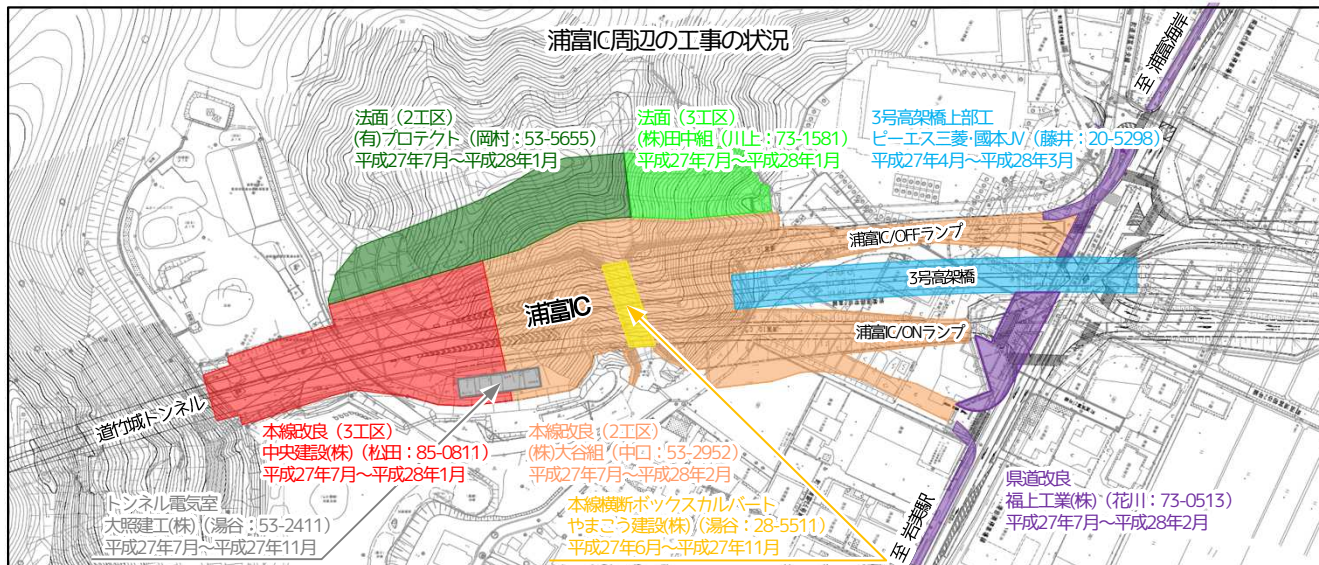 浦富IC周辺の工事の状況
至 浦富海岸
法面（2工区）
(有)プロテクト（岡村：53-5655）
平成27年7月～平成28年1月
法面（3工区）
(株)田中組（川上：73-1581）
平成27年7月～平成28年1月
3号高架橋上部工
ピーエス三菱・國本JV（藤井：20-5298）
平成27年4月～平成28年3月
浦富IC/OFFランプ
3号高架橋
浦富IC
浦富IC/ONランプ
道竹城トンネル
本線改良（3工区）
中央建設(株)（松田：85-0811）
平成27年7月～平成28年1月
本線改良（2工区）
(株)大谷組（中口：53-2952）
平成27年7月～平成28年2月
県道改良
福上工業(株)（花川：73-0513）
平成27年7月～平成28年2月
トンネル電気室
大照建工(株)（湯谷：53-2411）
平成27年7月～平成27年11月
本線横断ボックスカルバート
やまこう建設(株)（湯谷：28-5511）
平成27年6月～平成27年11月
至 岩美駅